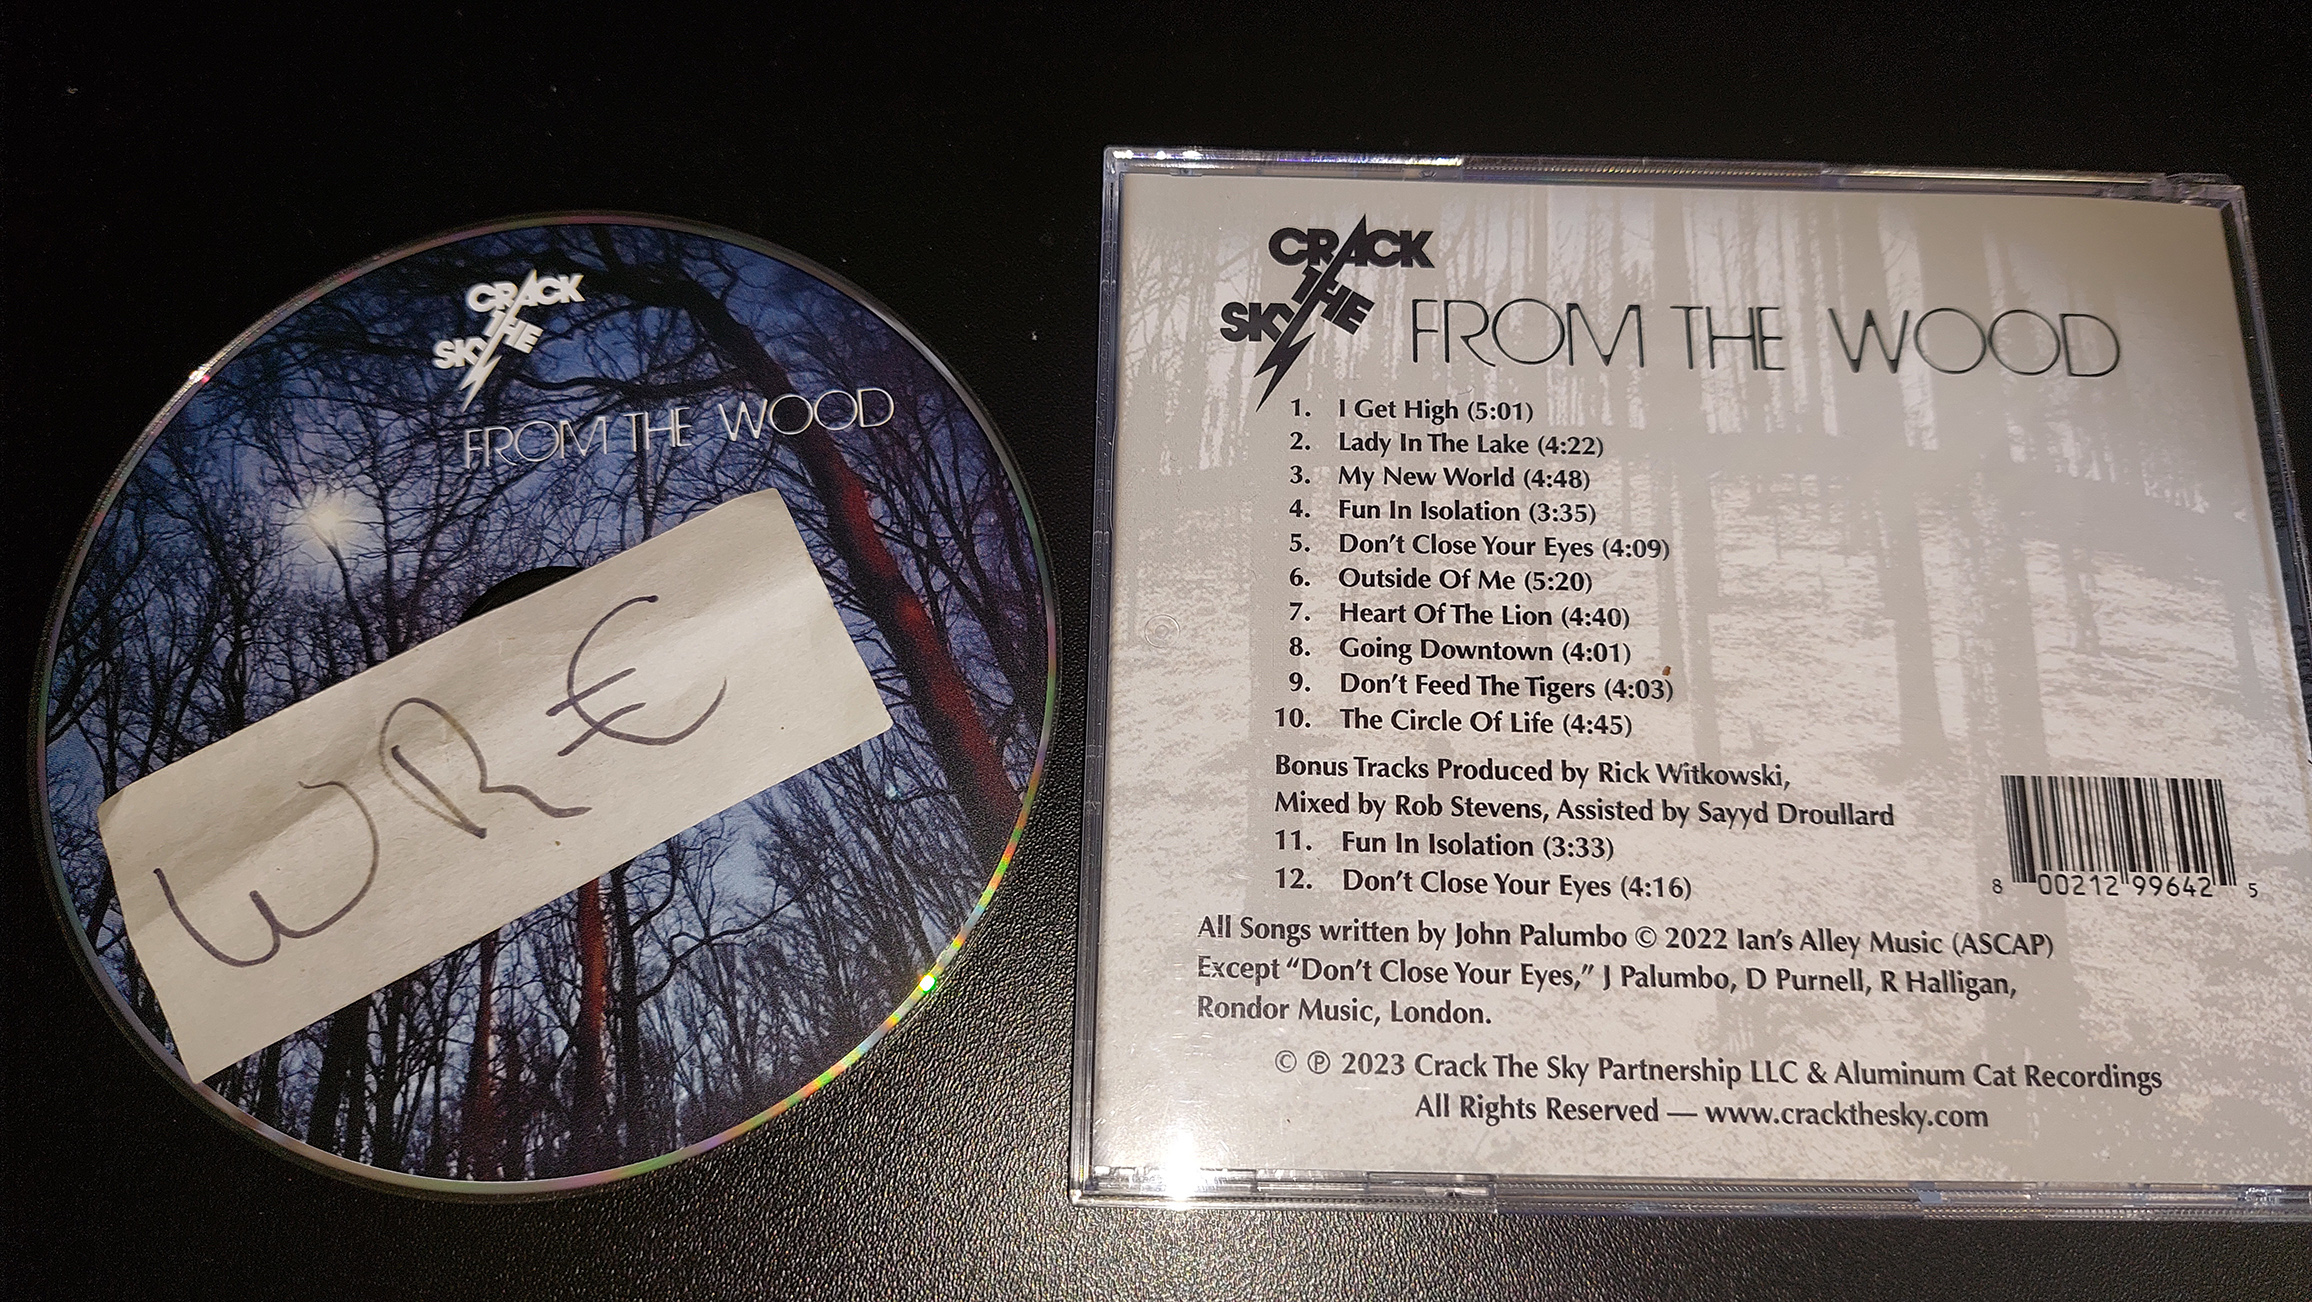 CRACK
THE
SKY
FROM THE WOOD
WRE
CRACK
THE
SKY
FROM THE WOOD
1. I Get High (5:01)
2. Lady In The Lake (4:22)
3. My New World (4:48)
4. Fun In Isolation (3:35)
5. Don't Close Your Eyes (4:09)
6. Outside Of Me (5:20)
7. Heart Of The Lion (4:40)
8. Going Downtown (4:01)
9. Don't Feed The Tigers (4:03)
10. The Circle Of Life (4:45)
Bonus Tracks Produced by Rick Witkowski,
Mixed by Rob Stevens, Assisted by Sayyd Droullard
11. Fun In Isolation (3:33)
12. Don't Close Your Eyes (4:16)
8 00212 99642 5
All Songs written by John Palumbo © 2022 Ian's Alley Music (ASCAP)
Except “Don't Close Your Eyes,” J Palumbo, D Purnell, R Halligan,
Rondor Music, London.
© ℗ 2023 Crack The Sky Partnership LLC & Aluminum Cat Recordings
All Rights Reserved — www.crackthesky.com